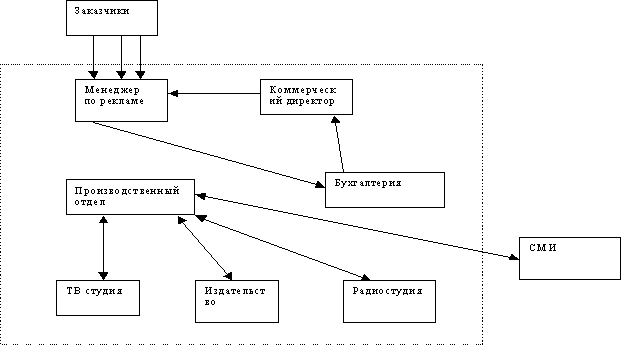 Заказчики
Менеджер
по рекламе
Коммерческ
ий директор
Бухгалтерия
Производственный
отдел
СМИ
ТВ студия
Издательст
во
Радиостудия